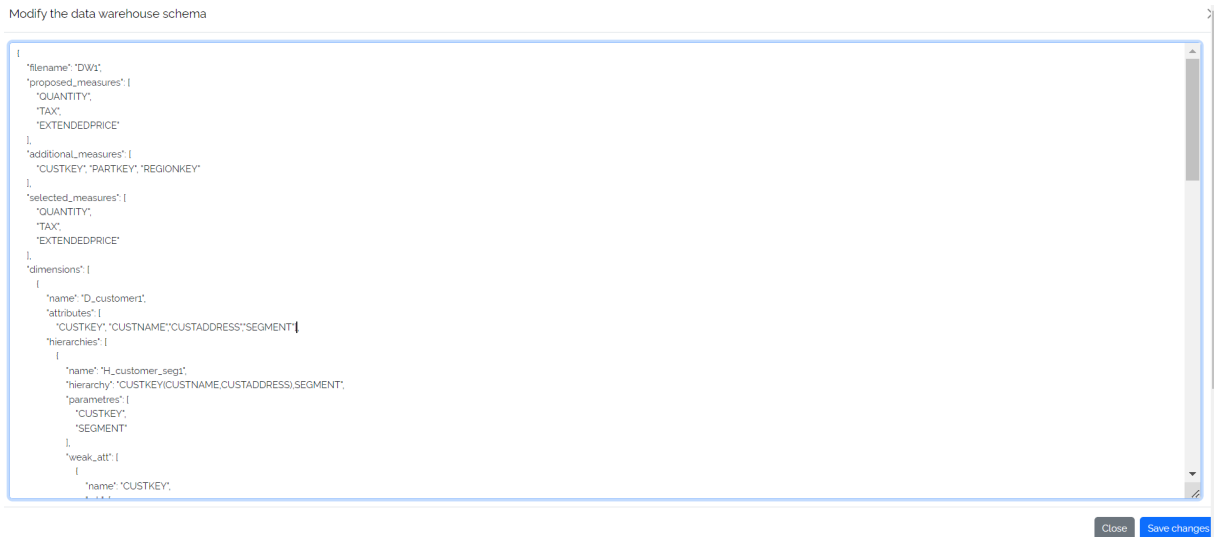 Modify the data warehouse schema
{
"filename": "DW1",
"proposed_measures": [
"QUANTITY",
"TAX",
"EXTENDEDPRICE"
],
"additional_measures": [
"CUSTKEY", "PARTKEY", "REGIONKEY"
],
"selected_measures": [
"QUANTITY",
"TAX",
"EXTENDEDPRICE"
],
"dimensions": [
{
"name": "D_customer1",
"attributes": [
"CUSTKEY", "CUSTNAME","CUSTADDRESS","SEGMENT"],
"hierarchies": [
{
"name": "H_customer_seg1",
"hierarchy": "CUSTKEY(CUSTNAME,CUSTADDRESS),SEGMENT",
"parametres": [
"CUSTKEY",
"SEGMENT"
],
"weak_att": [
{
"name": "CUSTKEY",
Close
Save changes